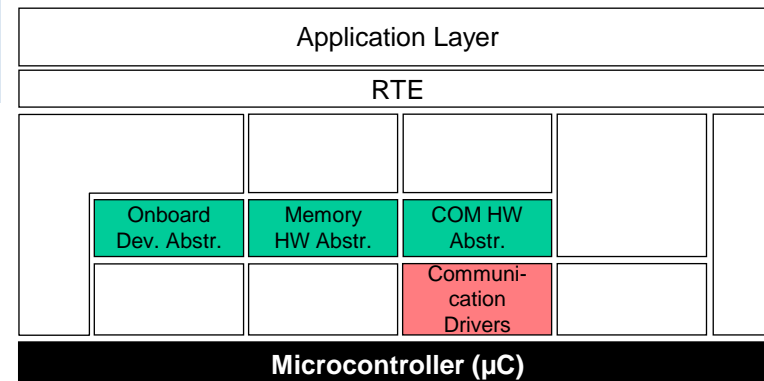 Application Layer
RTE
Onboard
Dev. Abstr.
Memory
HW Abstr.
COM HW
Abstr.
Communi-
cation
Drivers
Microcontroller (µC)